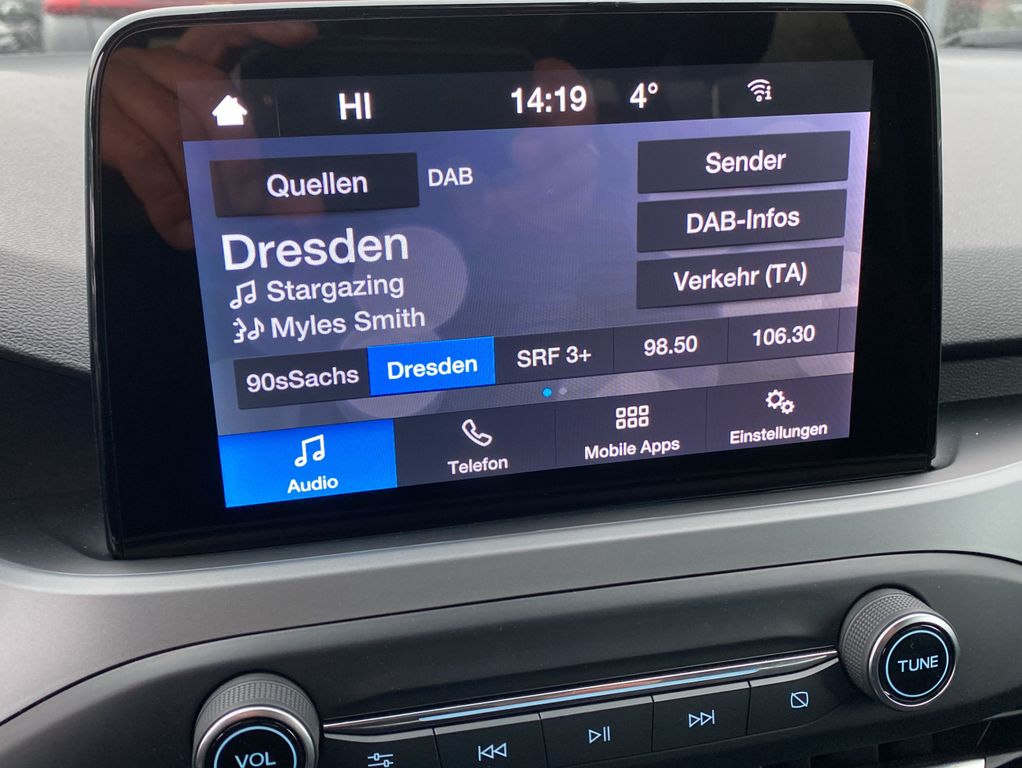 HI 14:19 4°
Quellen DAB Sender
DAB-Infos
Dresden
Stargazing
Verkehr (TA)
Myles Smith
90sSachs Dresden SRF 3+ 98.50 106.30
Audio Telefon Mobile Apps Einstellungen
TUNE
VOL